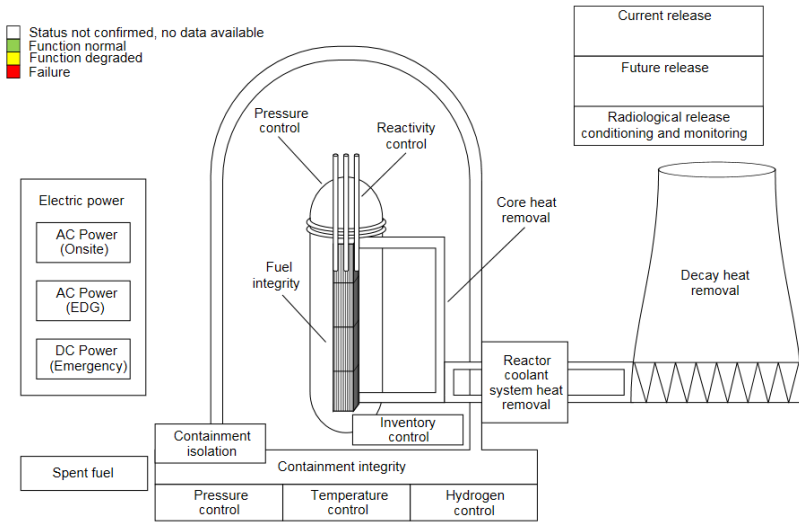 Status not confirmed, no data available
Function normal
Function degraded
Failure
Current release
Future release
Radiological release
conditioning and monitoring
Pressure
control
Reactivity
control
Electric power
AC Power
(Onsite)
AC Power
(EDG)
DC Power
(Emergency)
Core heat
removal
Fuel
integrity
Decay heat
removal
Reactor
coolant
system heat
removal
Inventory
control
Containment
isolation
Spent fuel
Containment integrity
Pressure
control
Temperature
control
Hydrogen
control